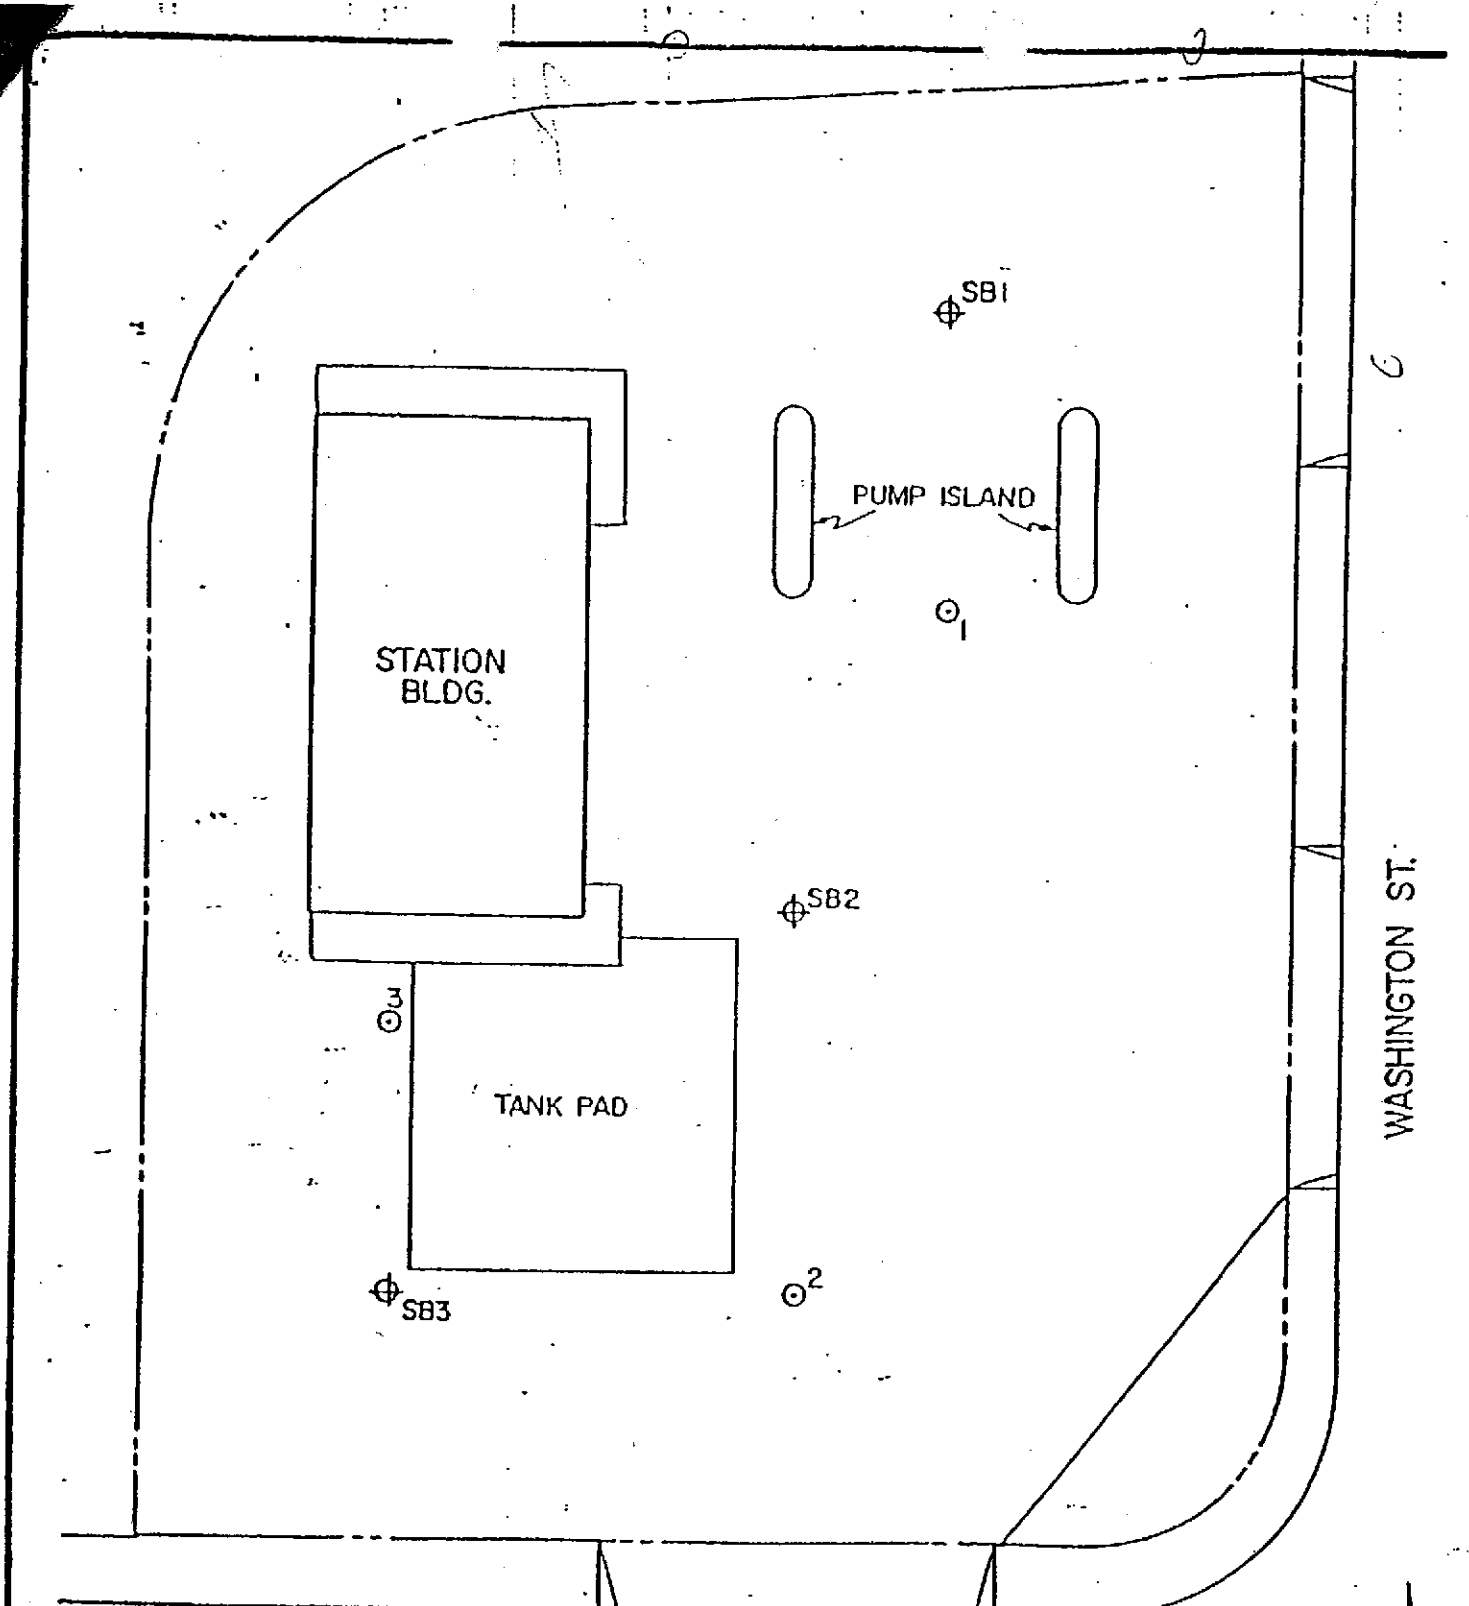 SB1
PUMP ISLAND
1
STATION
BLDG.
SB2
3
TANK PAD
2
SB3
WASHINGTON ST.